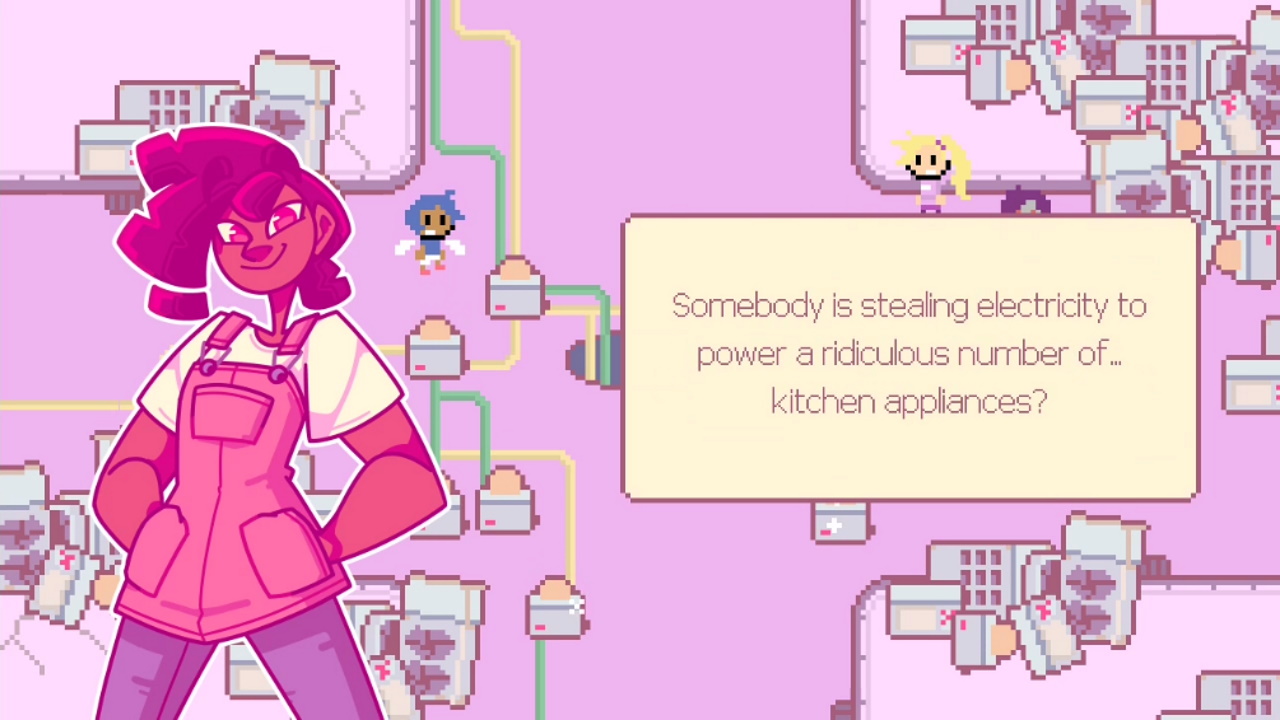 Somebody is stealing electricity to
power a ridiculous number of...
kitchen appliances?